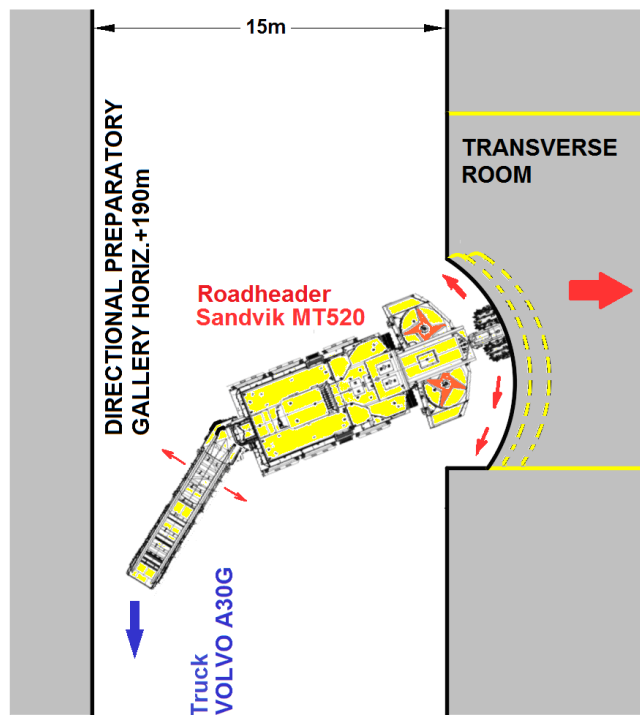 15m
DIRECTIONAL PREPARATORY
GALLERY HORIZ.+190m
TRANSVERSE
ROOM
Roadheader
Sandvik MT520
Truck
VOLVO A30G